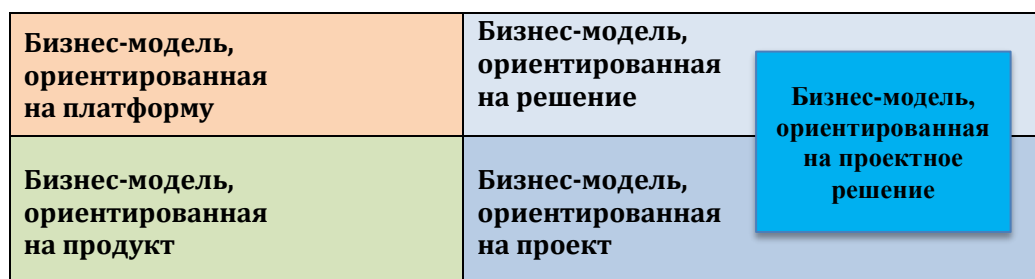 Бизнес-модель,
ориентированная
на платформу
Бизнес-модель,
ориентированная
на решение
Бизнес-модель,
ориентированная
на проектное
решение
Бизнес-модель,
ориентированная
на продукт
Бизнес-модель,
ориентированная
на проект